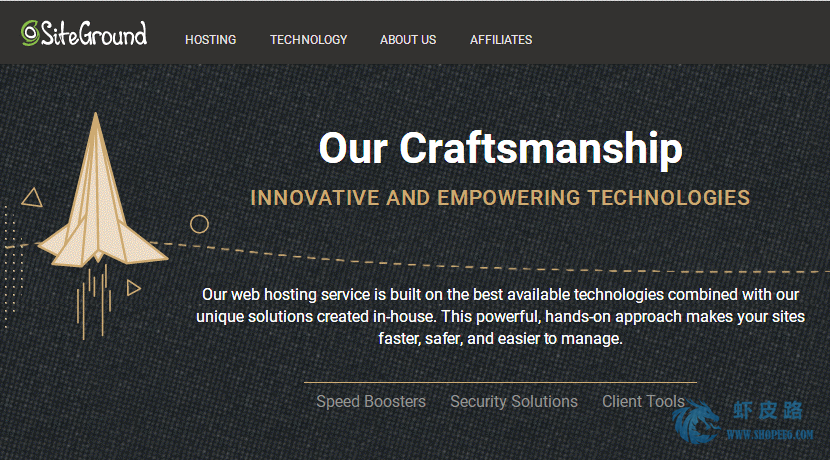 SiteGround
HOSTING TECHNOLOGY ABOUT US AFFILIATES
Our Craftsmanship
INNOVATIVE AND EMPOWERING TECHNOLOGIES
Our web hosting service is built on the best available technologies combined with our
unique solutions created in-house. This powerful, hands-on approach makes your sites
faster, safer, and easier to manage.
Speed Boosters Security Solutions Client Tools
虾皮路
WWW.SHOPEE6.COM